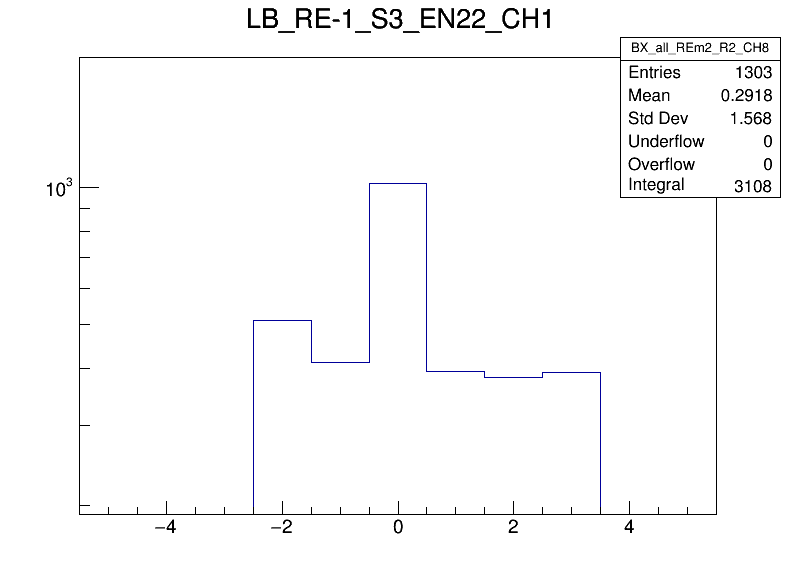 LB_RE-1_S3_EN22_CH1
BX_all_REm2_R2_CH8
Entries 1303
Mean 0.2918
Std Dev 1.568
Underflow 0
Overflow 0
Integral 3108
10³
−4 −2 0 2 4